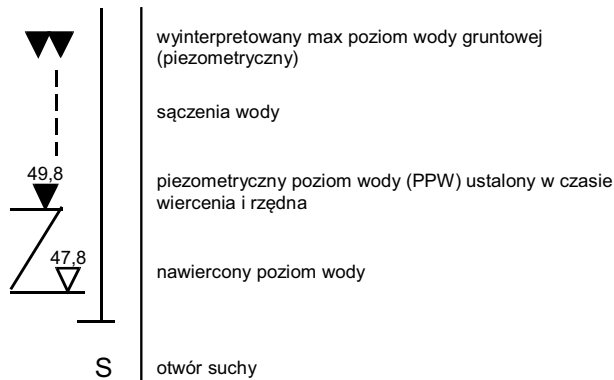 wyinterpretowany max poziom wody gruntowej
(piezometryczny)
sączenia wody
49,8
piezometryczny poziom wody (PPW) ustalony w czasie
wiercenia i rzędna
47,8
nawiercony poziom wody
S
otwór suchy